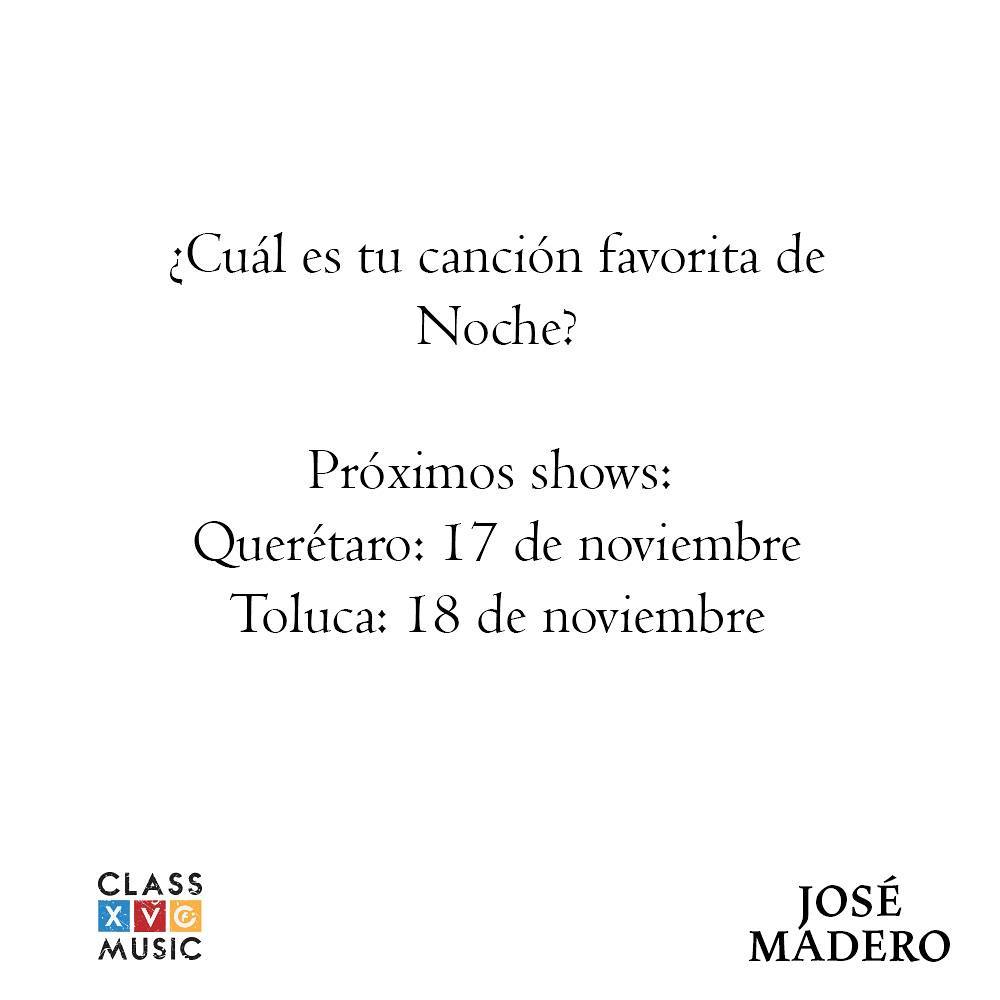 ¿Cuál es tu canción favorita de
Noche?
Próximos shows:
Querétaro: 17 de noviembre
Toluca: 18 de noviembre
CLASS
XVC
MUSIC
JOSÉ
MADERO